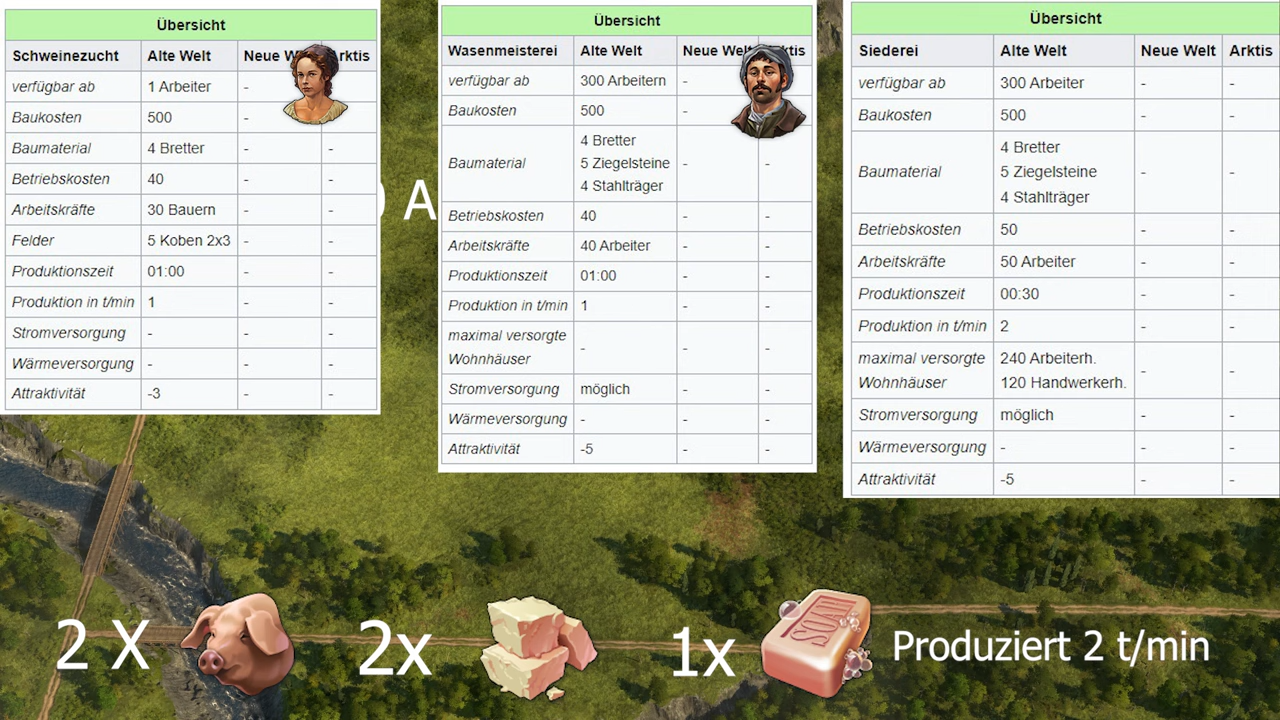 Übersicht
Schweinezucht Alte Welt Neue W Arktis
verfügbar ab 1 Arbeiter -
Baukosten 500 -
Baumaterial 4 Bretter - -
Betriebskosten 40 - -
Arbeitskräfte 30 Bauern - -
Felder 5 Koben 2x3 - -
Produktionszeit 01:00 - -
Produktion in t/min 1 - -
Stromversorgung - - -
Wärmeversorgung - - -
Attraktivität -3 - -
A
Übersicht
Wasenmeisterei Alte Welt Neue Welt ktis
verfügbar ab 300 Arbeitern -
Baukosten 500 -
Baumaterial 4 Bretter - -
5 Ziegelsteine
4 Stahlträger
Betriebskosten 40 - -
Arbeitskräfte 40 Arbeiter - -
Produktionszeit 01:00 - -
Produktion in t/min 1 - -
maximal versorgte - - -
Wohnhäuser
Stromversorgung möglich - -
Wärmeversorgung - - -
Attraktivität -5 - -
Übersicht
Siederei Alte Welt Neue Welt Arktis
verfügbar ab 300 Arbeiter - -
Baukosten 500 - -
Baumaterial 4 Bretter - -
5 Ziegelsteine
4 Stahlträger
Betriebskosten 50 - -
Arbeitskräfte 50 Arbeiter - -
Produktionszeit 00:30 - -
Produktion in t/min 2 - -
maximal versorgte 240 Arbeiterh. - -
Wohnhäuser 120 Handwerkerh.
Stromversorgung möglich - -
Wärmeversorgung - - -
Attraktivität -5 - -
2 X 2x 1x SOAP Produziert 2 t/min